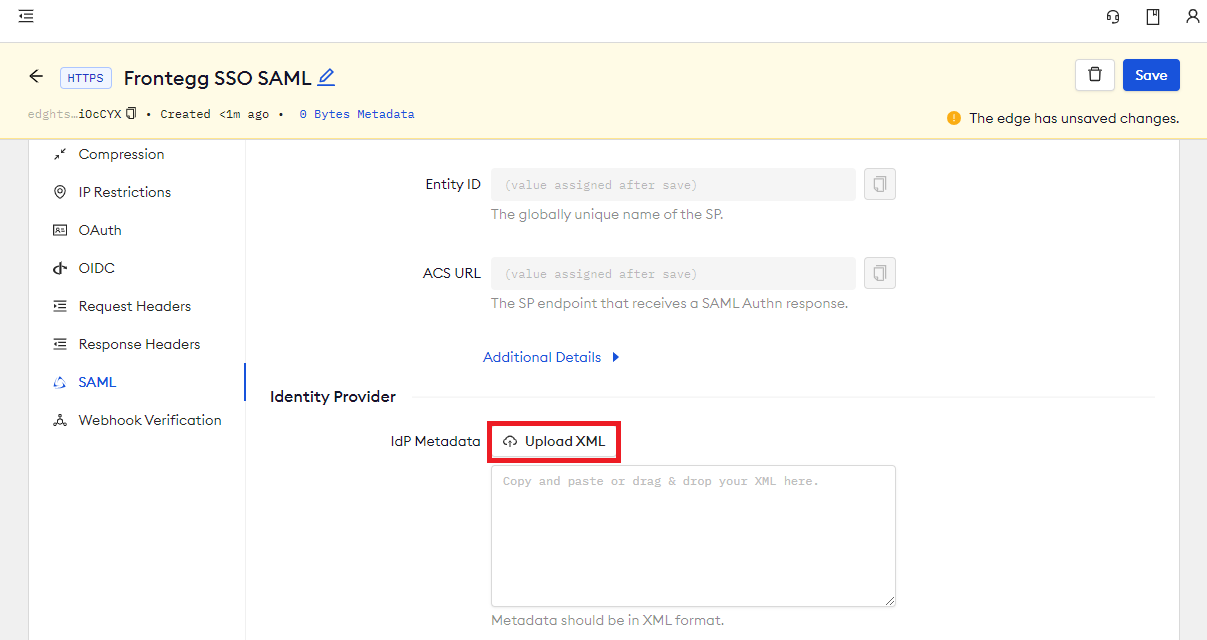 HTTPS Frontegg SSO SAML
Save
edghts…iOcCYX • Created <1m ago • 0 Bytes Metadata
The edge has unsaved changes.
Compression
IP Restrictions
OAuth
OIDC
Request Headers
Response Headers
SAML
Webhook Verification
Entity ID (value assigned after save)
The globally unique name of the SP.
ACS URL (value assigned after save)
The SP endpoint that receives a SAML Authn response.
Additional Details
Identity Provider
IdP Metadata Upload XML
Copy and paste or drag & drop your XML here.
Metadata should be in XML format.